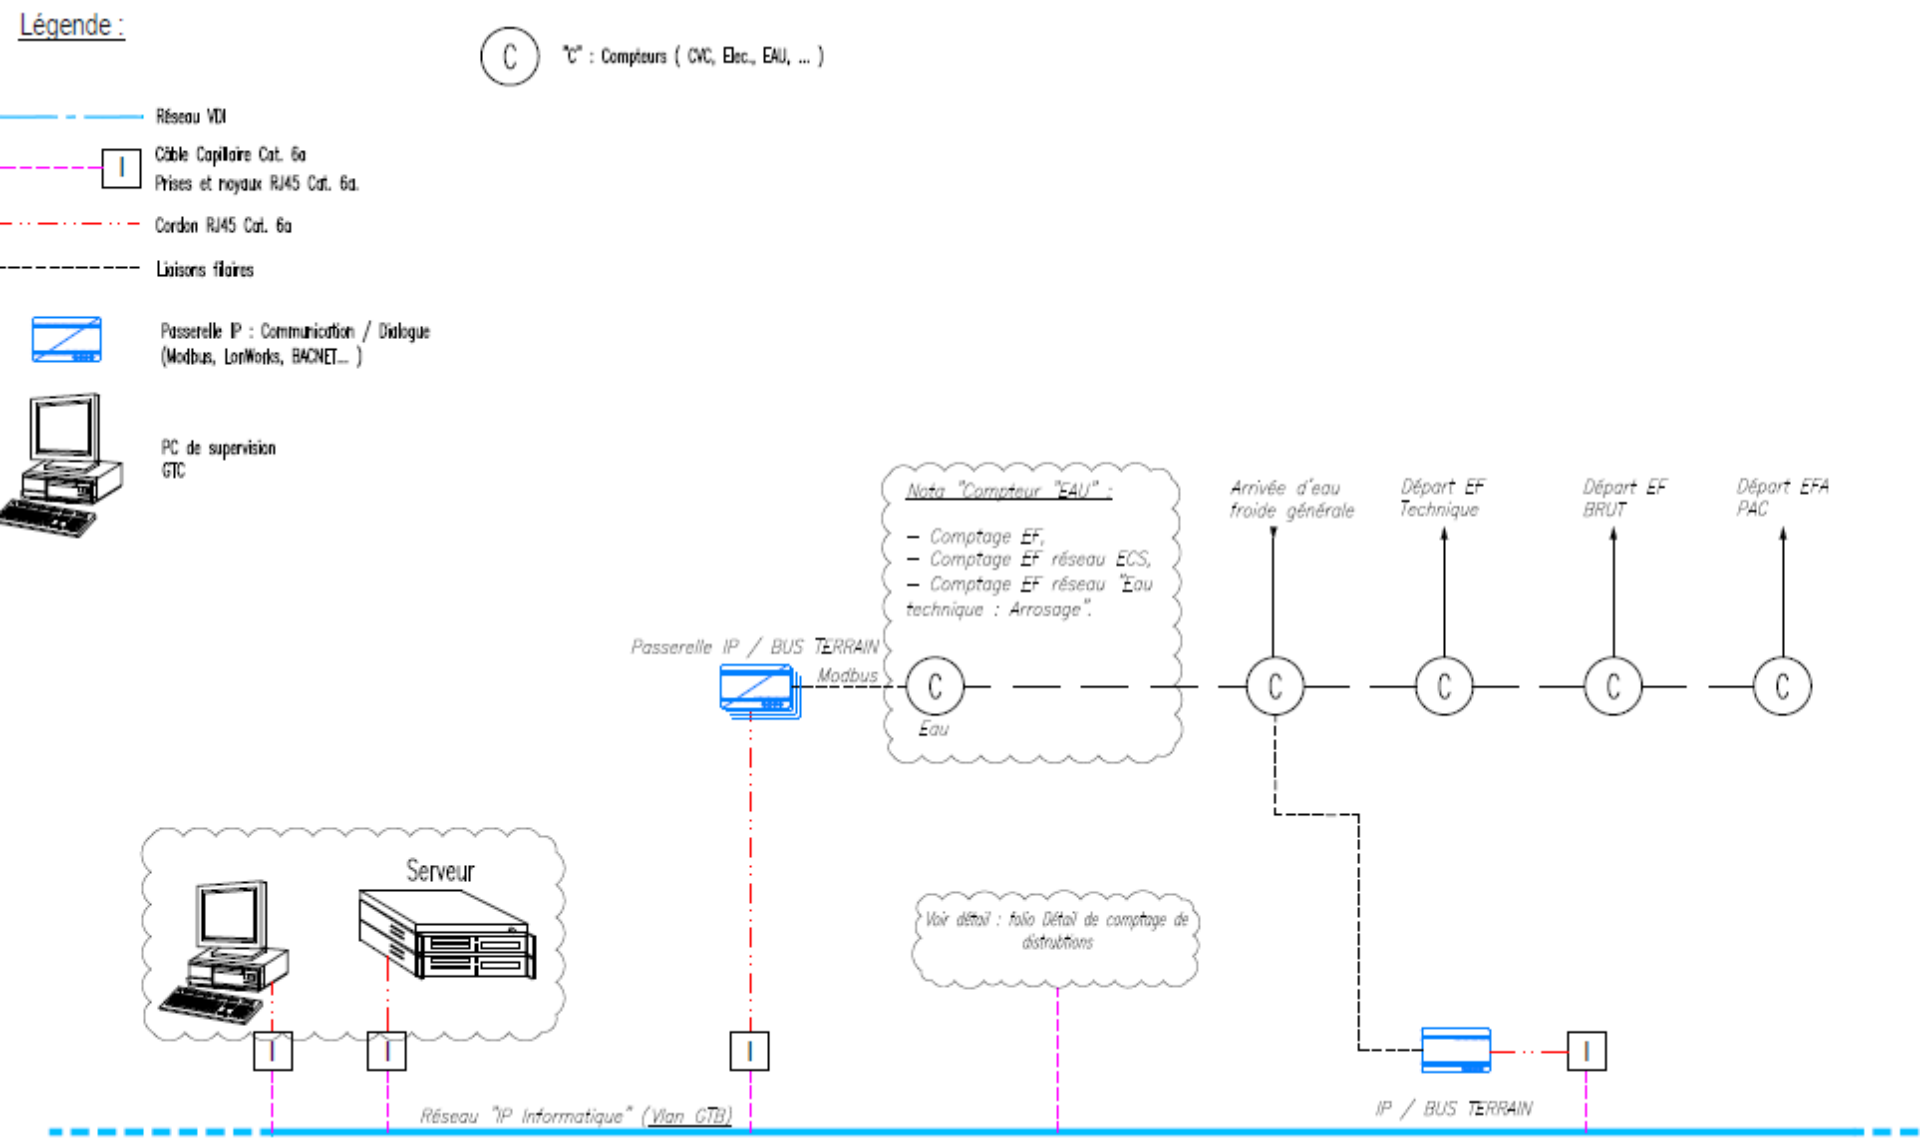 Légende :
C
"C" : Compteurs ( CVC, Elec., EAU, ... )
Réseau VDI
I
Câble Capillaire Cat. 6a
Prises et noyaux RJ45 Cat. 6a.
Cordon RJ45 Cat. 6a
Liaisons filaires
Passerelle IP : Communication / Dialogue
(Modbus, LonWorks, BACNET... )
PC de supervision
GTC
Nota "Compteur "EAU" :
– Comptage EF,
– Comptage EF réseau ECS,
– Comptage EF réseau "Eau
technique : Arrosage".
Arrivée d'eau
froide générale
Départ EF
Technique
Départ EF
BRUT
Départ EFA
PAC
Passerelle IP / BUS TERRAIN
Modbus
C
C
C
C
C
Eau
Serveur
Voir détail : folio Détail de comptage de
distrubtions
I
I
I
I
Réseau "IP Informatique" (Vlan GTB)
IP / BUS TERRAIN